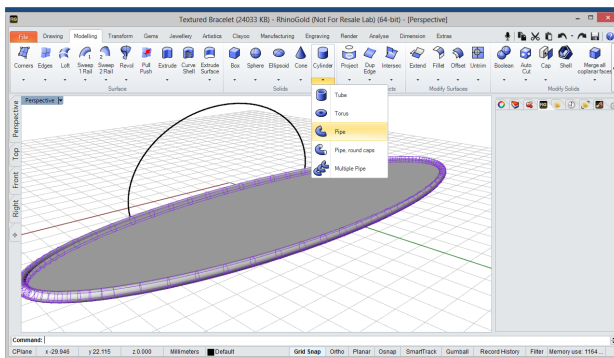 Textured Bracelet (24033 KB) - RhinoGold (Not For Resale Lab) (64-bit) - [Perspective]
File Drawing Modelling Transform Gems Jewellery Artistics Clayoo Manufacturing Engraving Render Analyse Dimension Extras
Corners Edges Loft Sweep 1 Rail Sweep 2 Rail Revol Pull Push Extrude Curve Shell Extrude Surface Box Sphere Ellipsoid Cone Cylinder Project Dup Edge Intersec Extend Fillet Offset Untrim Boolean Auto Cut Cap Shell Merge all coplanar faces
Surface Solids Modify Surfaces Modify Solids
Perspective
Tube
Torus
Pipe
Pipe, round caps
Multiple Pipe
Perspective
Top
Front
Right
Command:
CPlane x -29.946 y 22.115 z 0.000 Millimeters Default Grid Snap Ortho Planar Osnap SmartTrack Gumball Record History Filter Memory use: 1164 ...